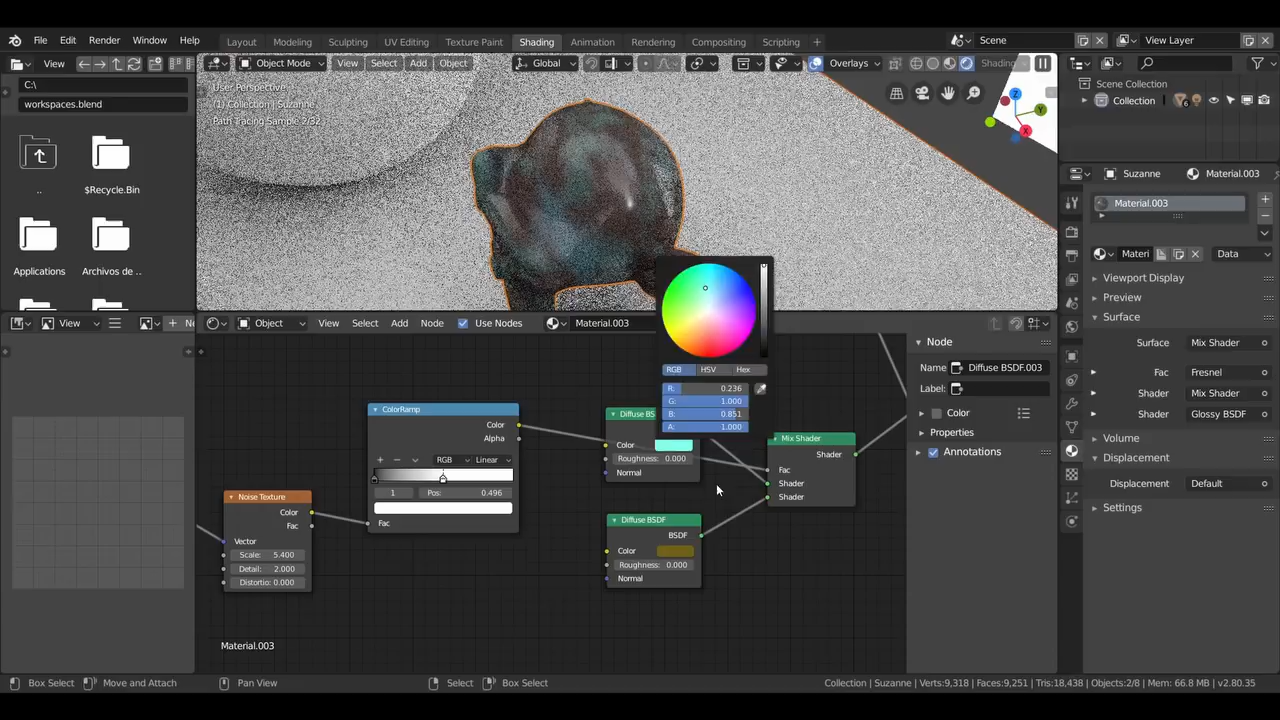 File Edit Render Window Help
Layout Modeling Sculpting UV Editing Texture Paint Shading Animation Rendering Compositing Scripting +
Scene View Layer
View
C:\
workspaces.blend
..
$Recycle.Bin
Applications
Archivos de ..
Object Mode View Select Add Object Global Overlays Shading
User Perspective
(1) Collection | Suzann
Path Tracing Sampl
Z
Y
X
Scene Collection
Collection 6
Suzanne Material.003
Material.003
Materi Data
Viewport Display
Preview
Surface
Surface Mix Shader
Fac Fresnel
Shader Mix Shader
Shader Glossy BSDF
Volume
Displacement
Displacement Default
Settings
View Ne
Object View Select Add Node Use Nodes Material.003
Node
Name Diffuse BSDF.003
Label:
Color
Properties
Annotations
RGB HSV Hex
R: 0.236
G: 1.000
B: 0.851
A: 1.000
ColorRamp
Color
Alpha
RGB Linear
1 Pos: 0.496
Fac
Noise Texture
Color
Fac
Vector
Scale: 5.400
Detail: 2.000
Distortio: 0.000
Diffuse BS
Color
Roughness: 0.000
Normal
Diffuse BSDF
BSDF
Color
Roughness: 0.000
Normal
Mix Shader
Shader
Fac
Shader
Shader
Material.003
Box Select Move and Attach Pan View Select Box Select Collection | Suzanne | Verts:9,318 | Faces:9,251 | Tris:18,438 | Objects:2/8 | Mem: 66.8 MB | v2.80.35